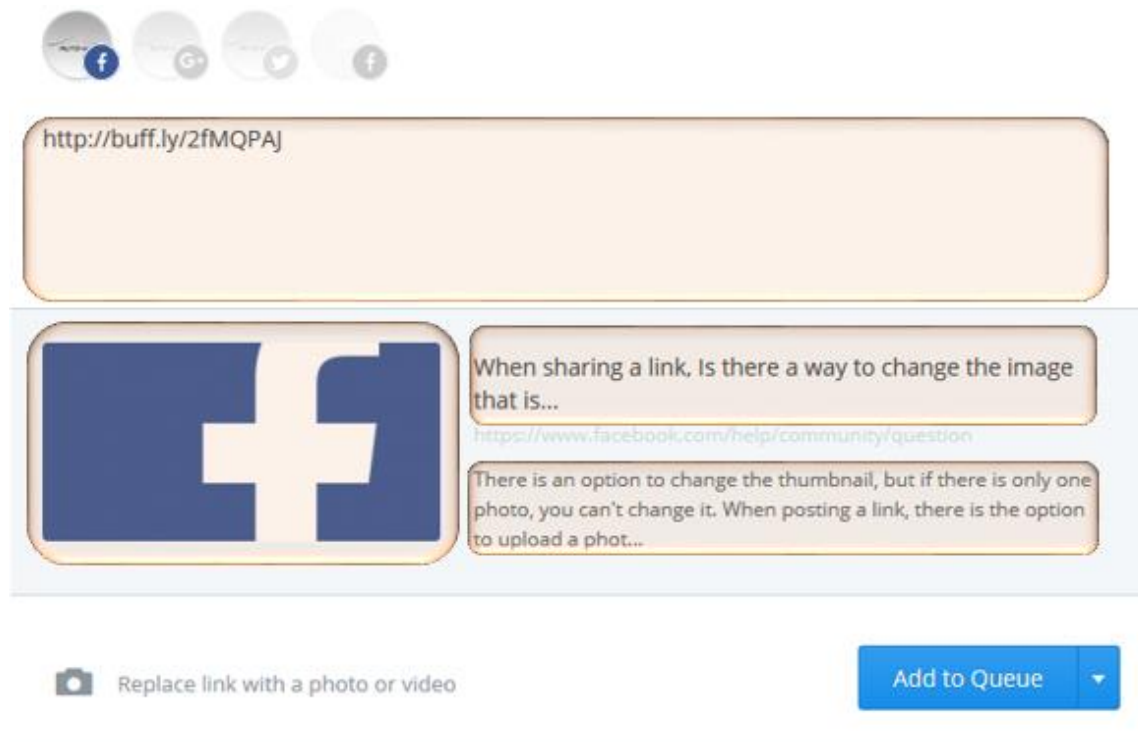 http://buff.ly/2fMQPAJ
When sharing a link, Is there a way to change the image
that is...
https://www.facebook.com/help/community/question
There is an option to change the thumbnail, but if there is only one
photo, you can't change it. When posting a link, there is the option
to upload a phot...
Replace link with a photo or video
Add to Queue